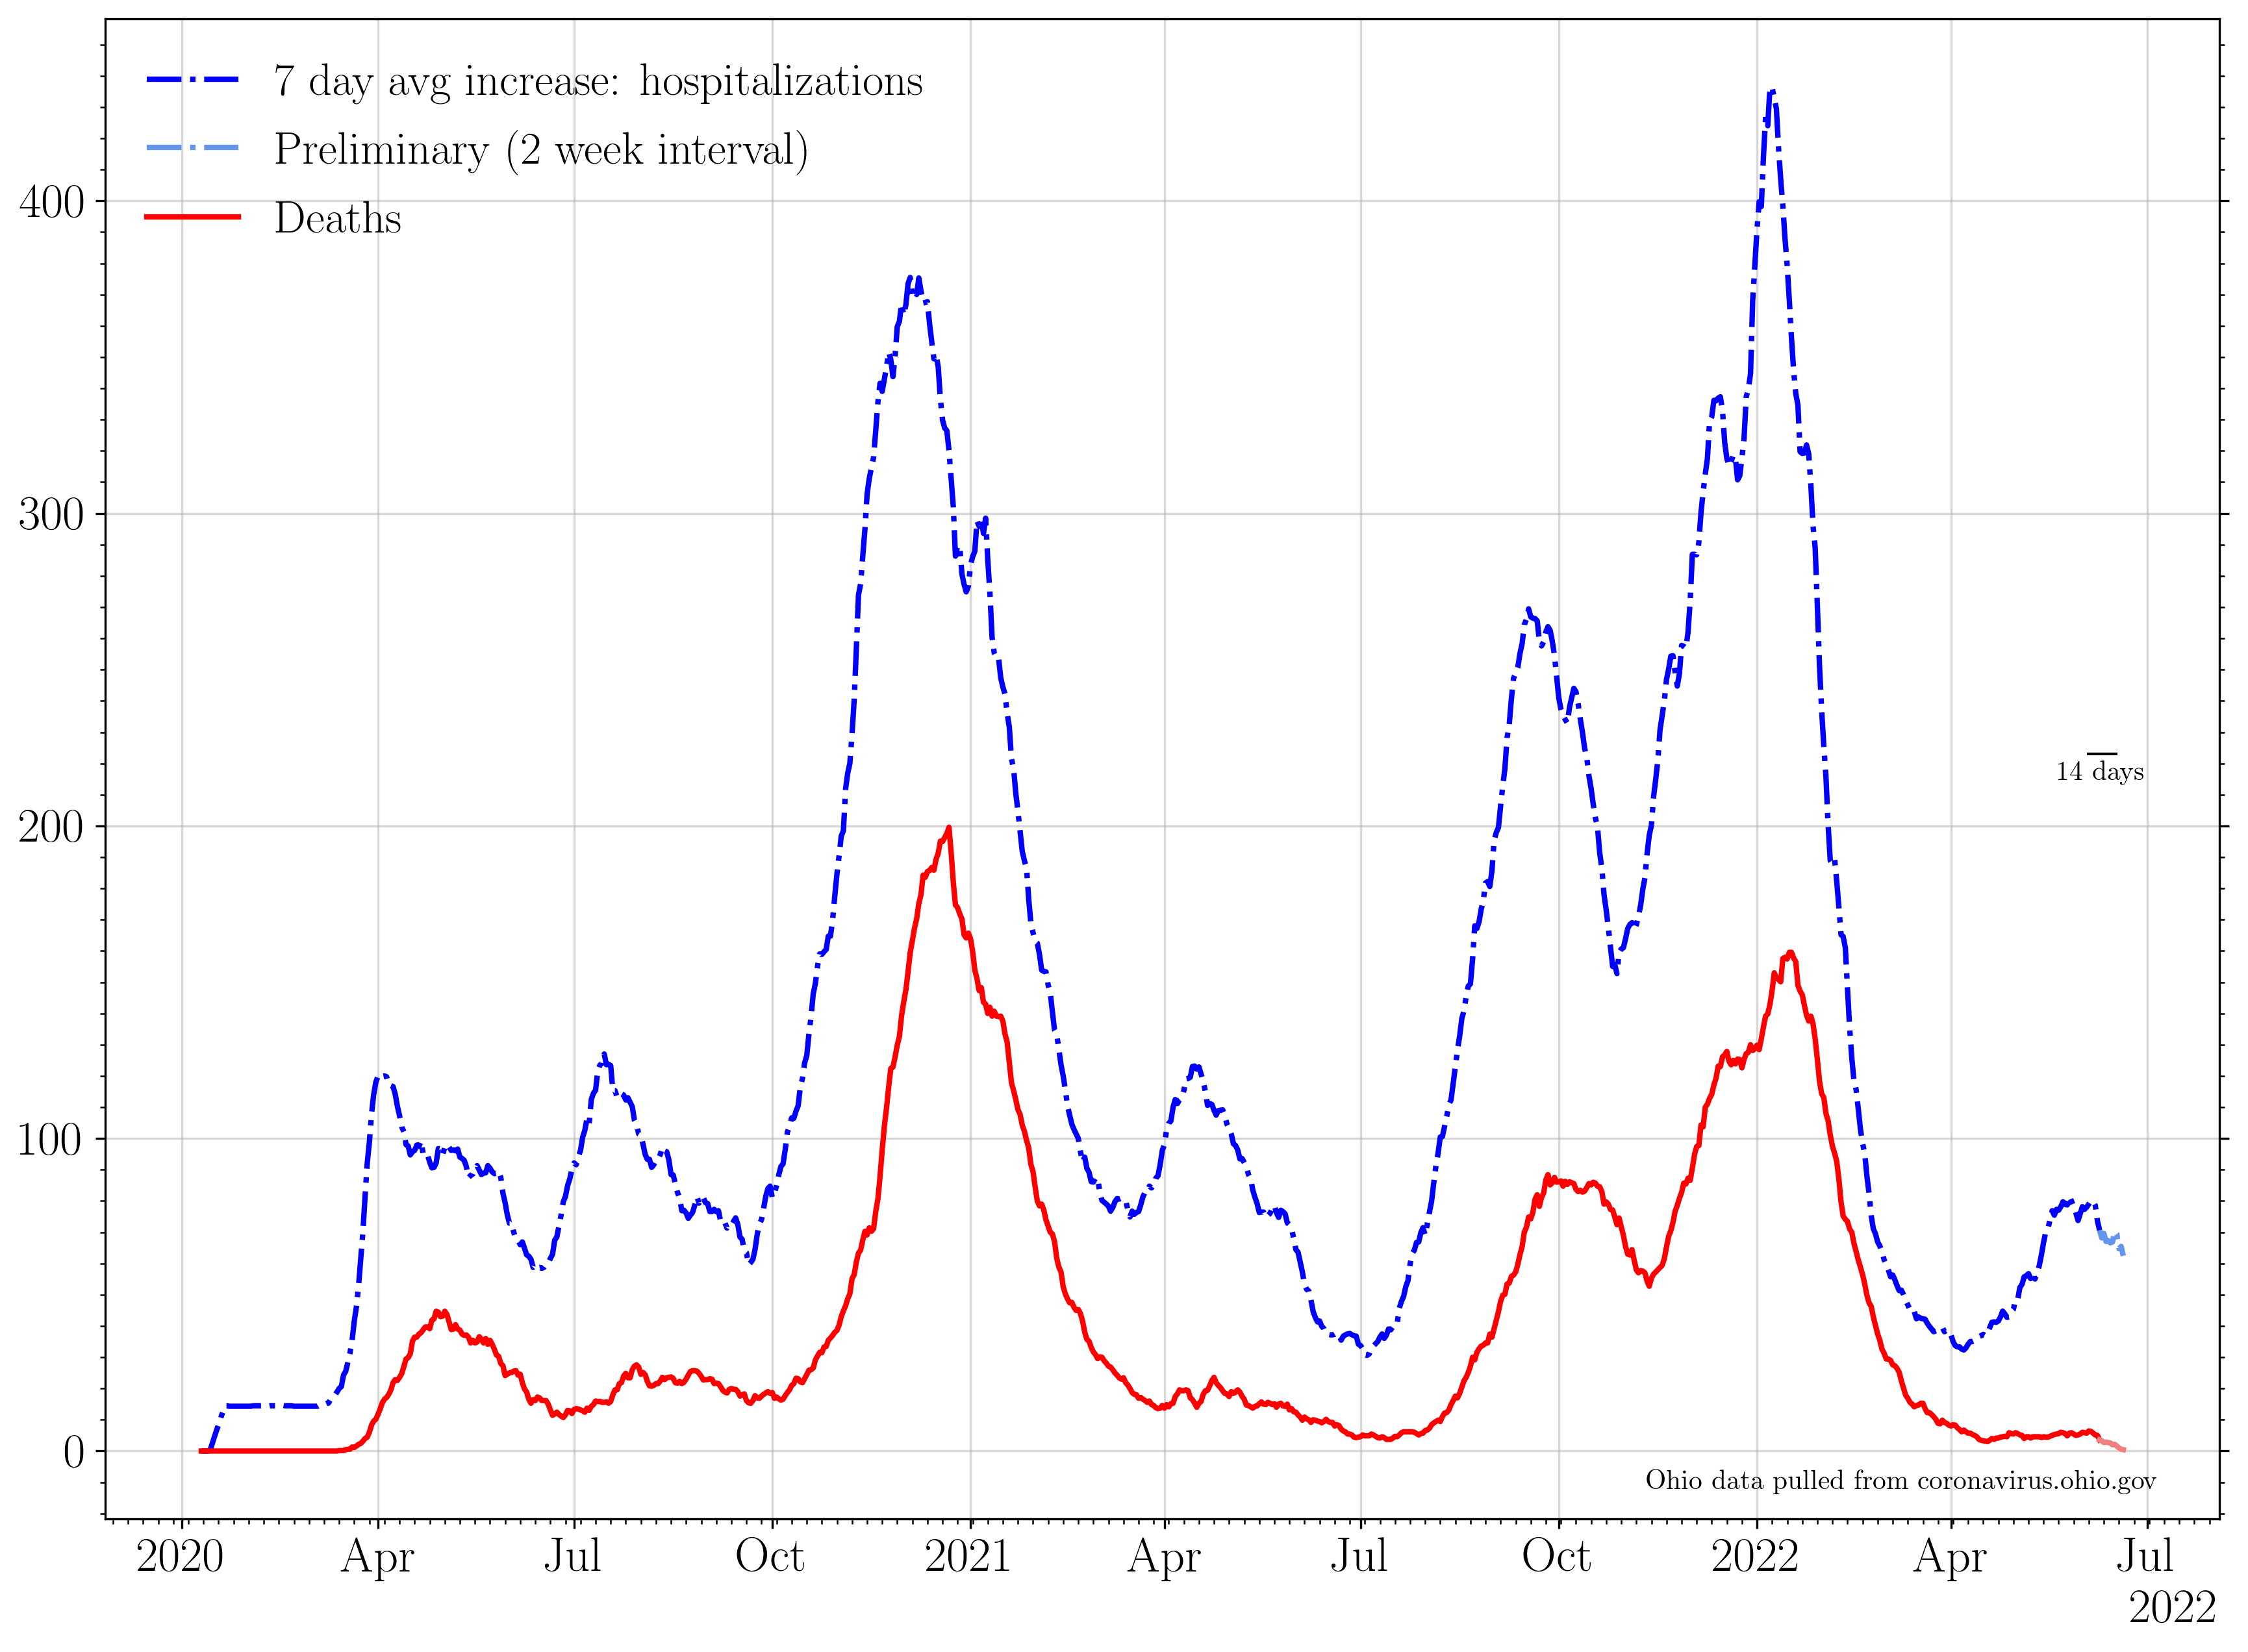 7 day avg increase: hospitalizations
Preliminary (2 week interval)
Deaths
400
300
200
100
0
14 days
Ohio data pulled from coronavirus.ohio.gov
2020 Apr Jul Oct 2021 Apr Jul Oct 2022 Apr Jul
2022